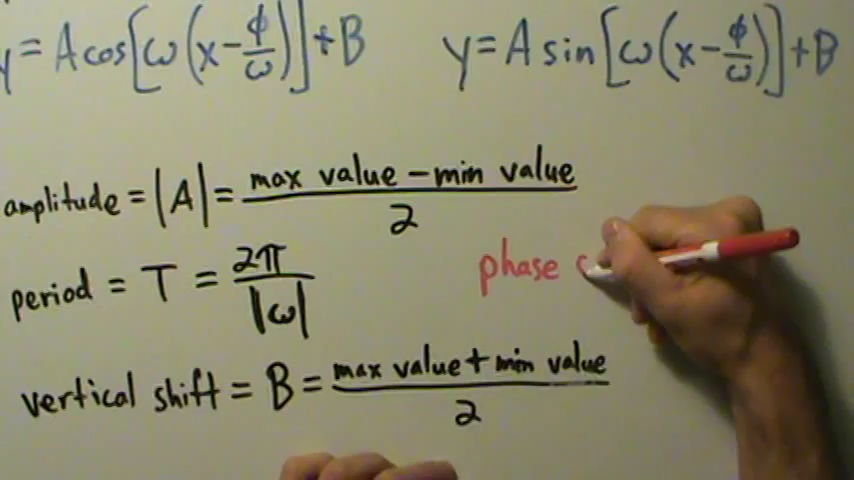 y = A cos[ω(x − ϕ/ω)] + B
y = A sin[ω(x − ϕ/ω)] + B
amplitude = |A| = max value − min value / 2
period = T = 2π / |ω|
phase
vertical shift = B = max value + min value / 2